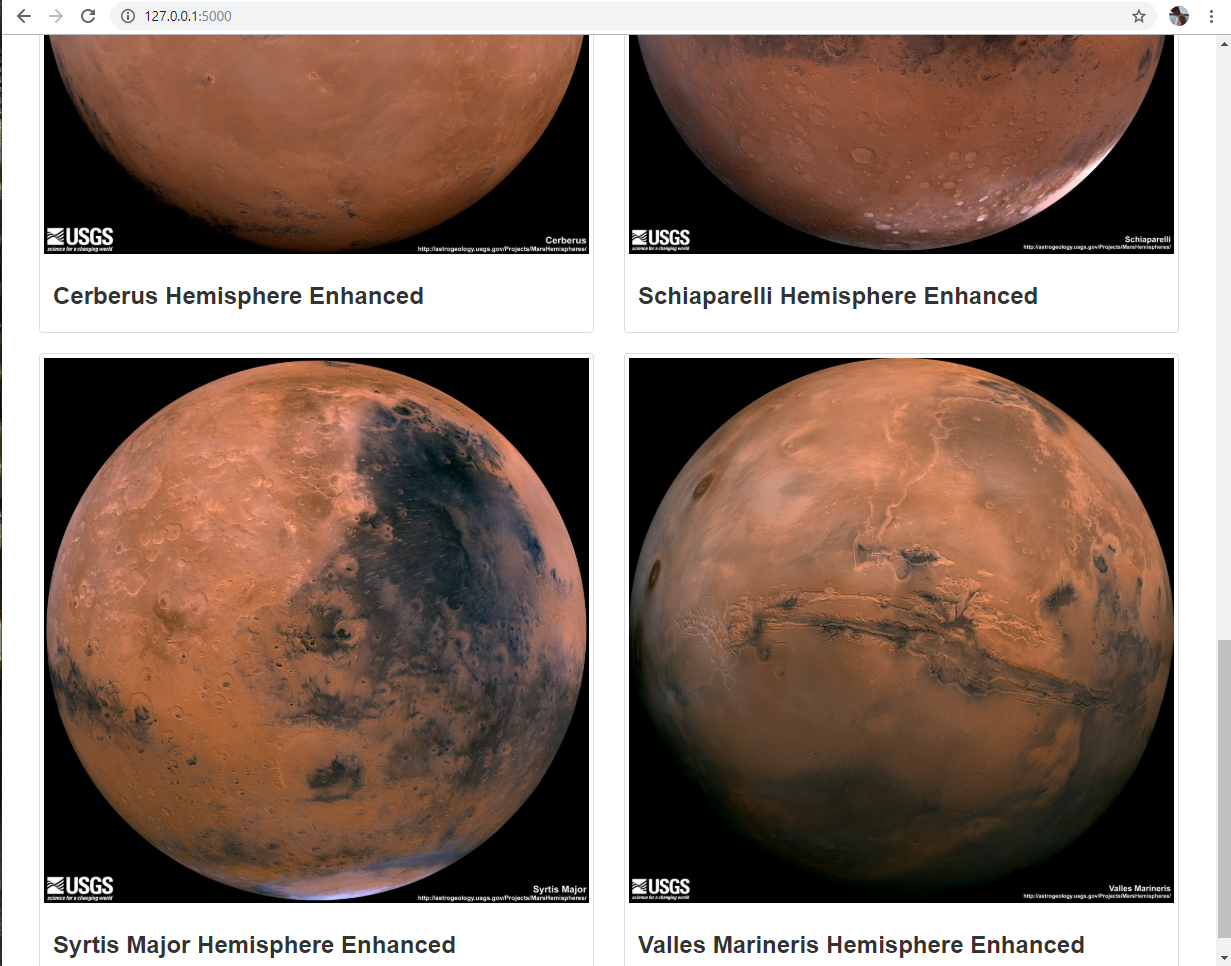 127.0.0.1:5000
USGS
science for a changing world
Cerberus
http://astrogeology.usgs.gov/Projects/MarsHemispheres/
USGS
science for a changing world
Schiaparelli
http://astrogeology.usgs.gov/Projects/MarsHemispheres/
Cerberus Hemisphere Enhanced
Schiaparelli Hemisphere Enhanced
USGS
science for a changing world
Syrtis Major
http://astrogeology.usgs.gov/Projects/MarsHemispheres/
USGS
science for a changing world
Valles Marineris
http://astrogeology.usgs.gov/Projects/MarsHemispheres/
Syrtis Major Hemisphere Enhanced
Valles Marineris Hemisphere Enhanced